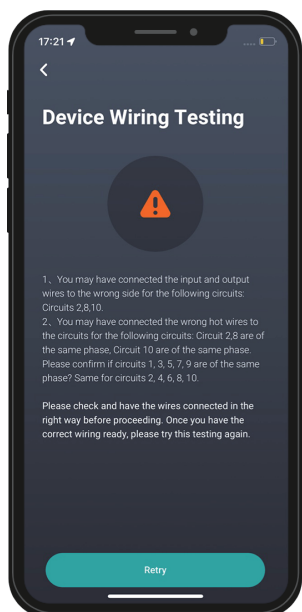 17:21
Device Wiring Testing
1、You may have connected the input and output
wires to the wrong side for the following circuits:
Circuits 2,8,10.
2、You may have connected the wrong hot wires to
the circuits for the following circuits: Circuit 2,8 are of
the same phase, Circuit 10 are of the same phase.
Please confirm if circuits 1, 3, 5, 7, 9 are of the same
phase? Same for circuits 2, 4, 6, 8, 10.
Please check and have the wires connected in the
right way before proceeding. Once you have the
correct wiring ready, please try this testing again.
Retry